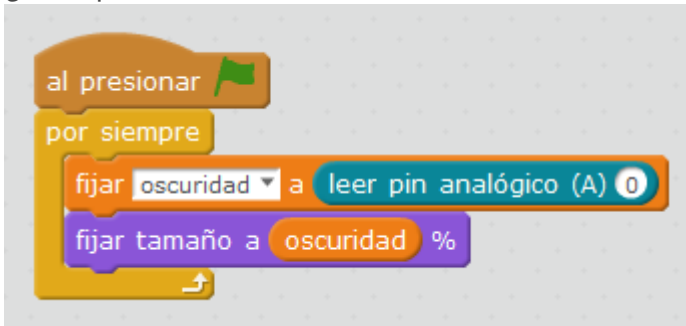 al presionar
por siempre
fijar oscuridad a leer pin analógico (A) 0
fijar tamaño a oscuridad %